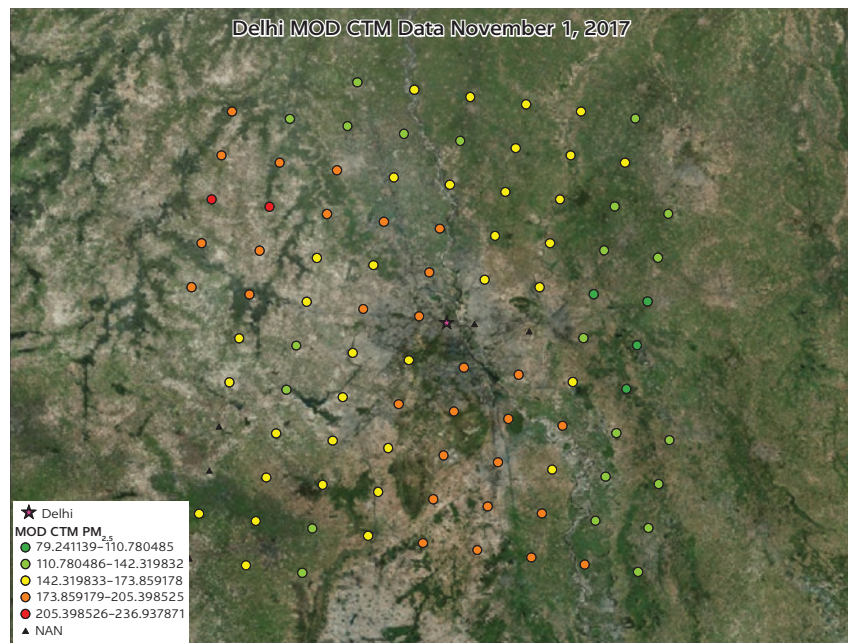 Delhi MOD CTM Data November 1, 2017
Delhi
MOD CTM PM2.5
79.241139–110.780485
110.780486–142.319832
142.319833–173.859178
173.859179–205.398525
205.398526–236.937871
NAN